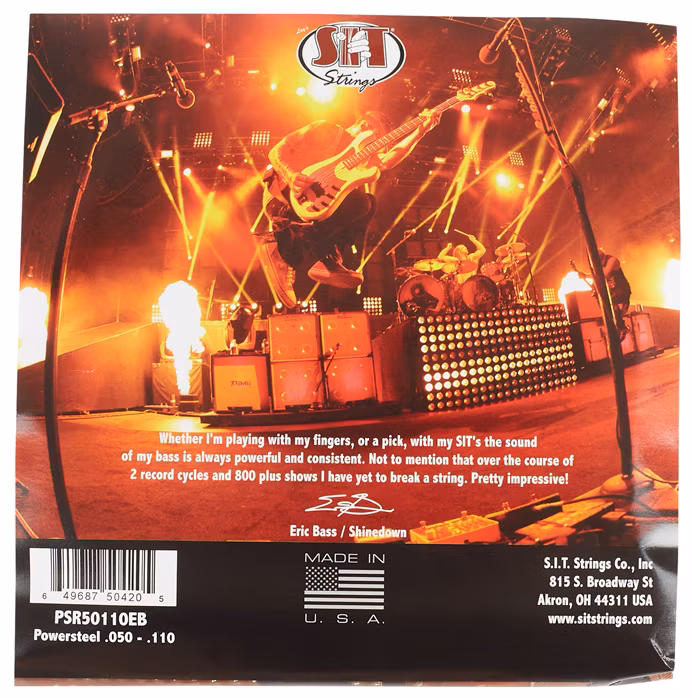 SIT
Strings
Whether I'm playing with my fingers, or a pick, with my SIT's the sound
of my bass is always powerful and consistent. Not to mention that over the course of
2 record cycles and 800 plus shows I have yet to break a string. Pretty impressive!
Eric Bass / Shinedown
6 49687 50420 5
PSR50110EB
Powersteel .050 - .110
MADE IN
U. S. A.
S.I.T. Strings Co., Inc
815 S. Broadway St
Akron, OH 44311 USA
www.sitstrings.com